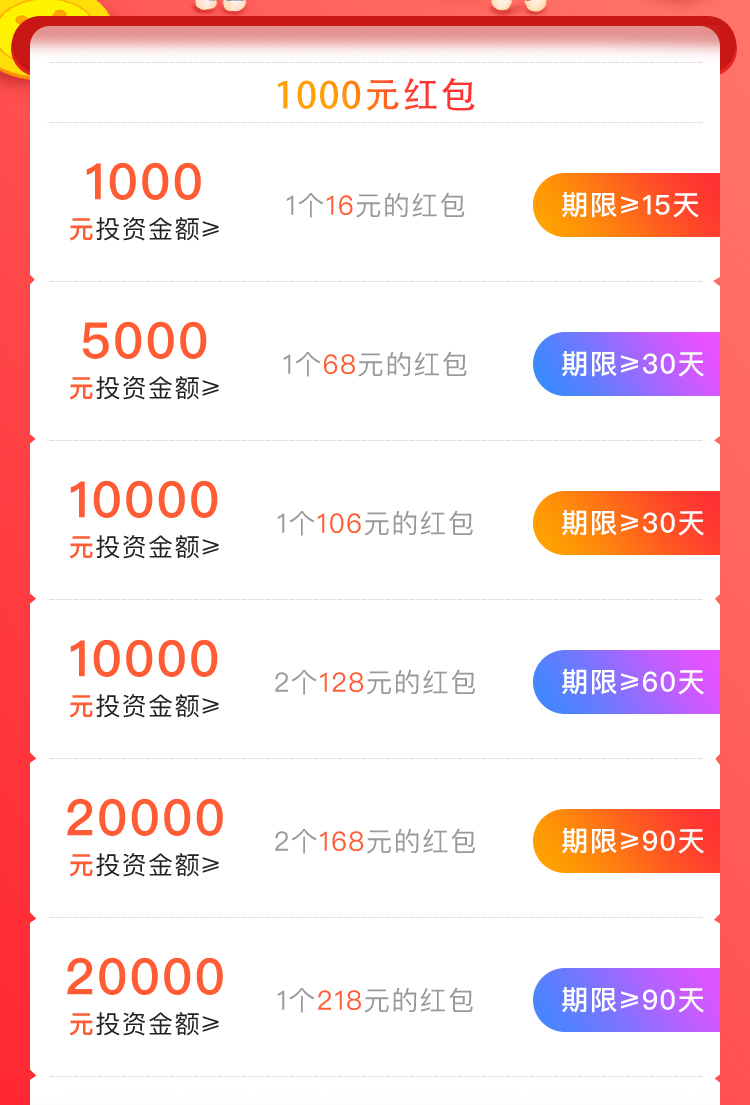 1000元红包
1000
元投资金额≥
1个16元的红包
期限≥15天
5000
元投资金额≥
1个68元的红包
期限≥30天
10000
元投资金额≥
1个106元的红包
期限≥30天
10000
元投资金额≥
2个128元的红包
期限≥60天
20000
元投资金额≥
2个168元的红包
期限≥90天
20000
元投资金额≥
1个218元的红包
期限≥90天